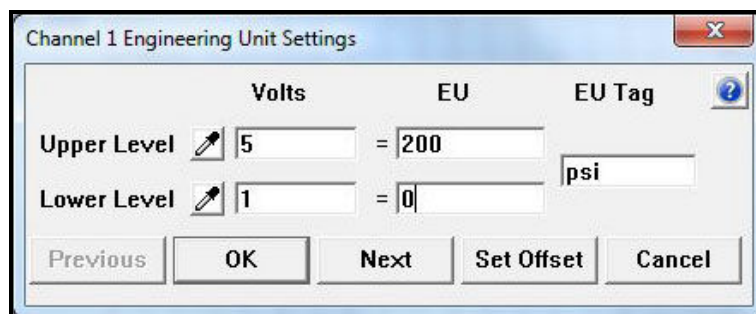 Channel 1 Engineering Unit Settings
x
Volts EU EU Tag ?
Upper Level 5 = 200
psi
Lower Level 1 = 0
Previous OK Next Set Offset Cancel